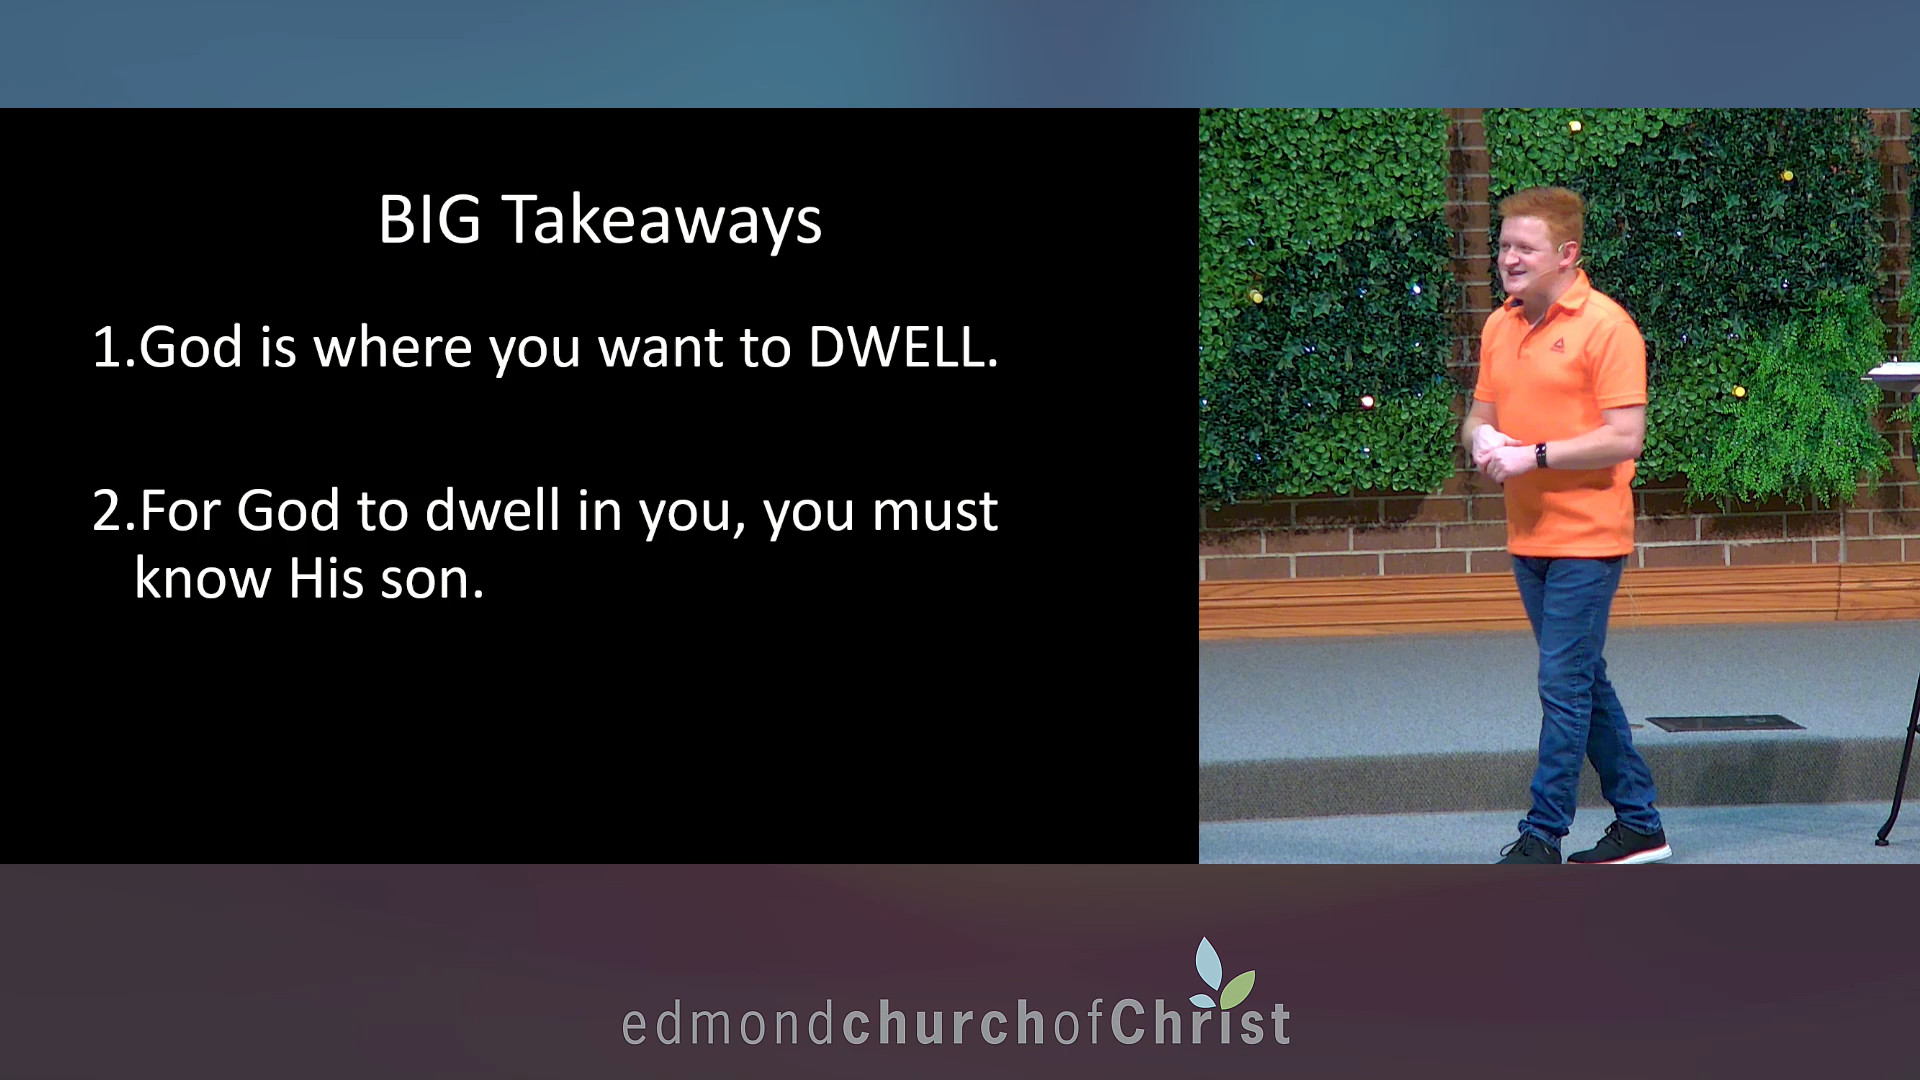 BIG Takeaways
1.God is where you want to DWELL.
2.For God to dwell in you, you must
know His son.
edmondchurchofChrist